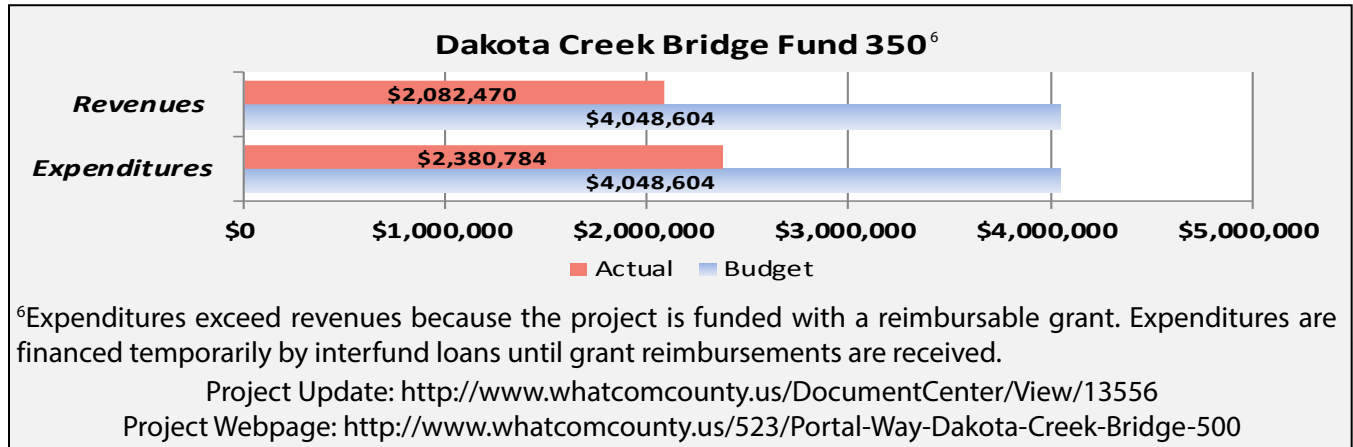 Dakota Creek Bridge Fund 350⁶
Revenues
$2,082,470
$4,048,604
Expenditures
$2,380,784
$4,048,604
$0 $1,000,000 $2,000,000 $3,000,000 $4,000,000 $5,000,000
Actual Budget
⁶Expenditures exceed revenues because the project is funded with a reimbursable grant. Expenditures are
financed temporarily by interfund loans until grant reimbursements are received.
Project Update: http://www.whatcomcounty.us/DocumentCenter/View/13556
Project Webpage: http://www.whatcomcounty.us/523/Portal-Way-Dakota-Creek-Bridge-500